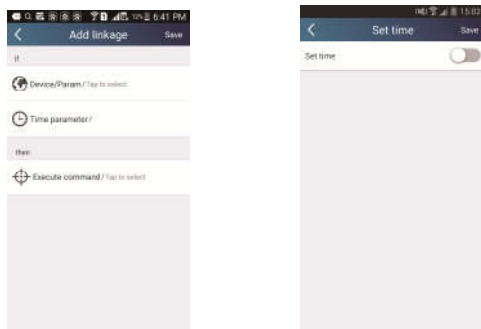 6:41 PM
Add linkage
Save
If
Device/Param/Tap to select
Time parameter/
then
Execute command/Tap to select
15:02
Set time
Save
Set time